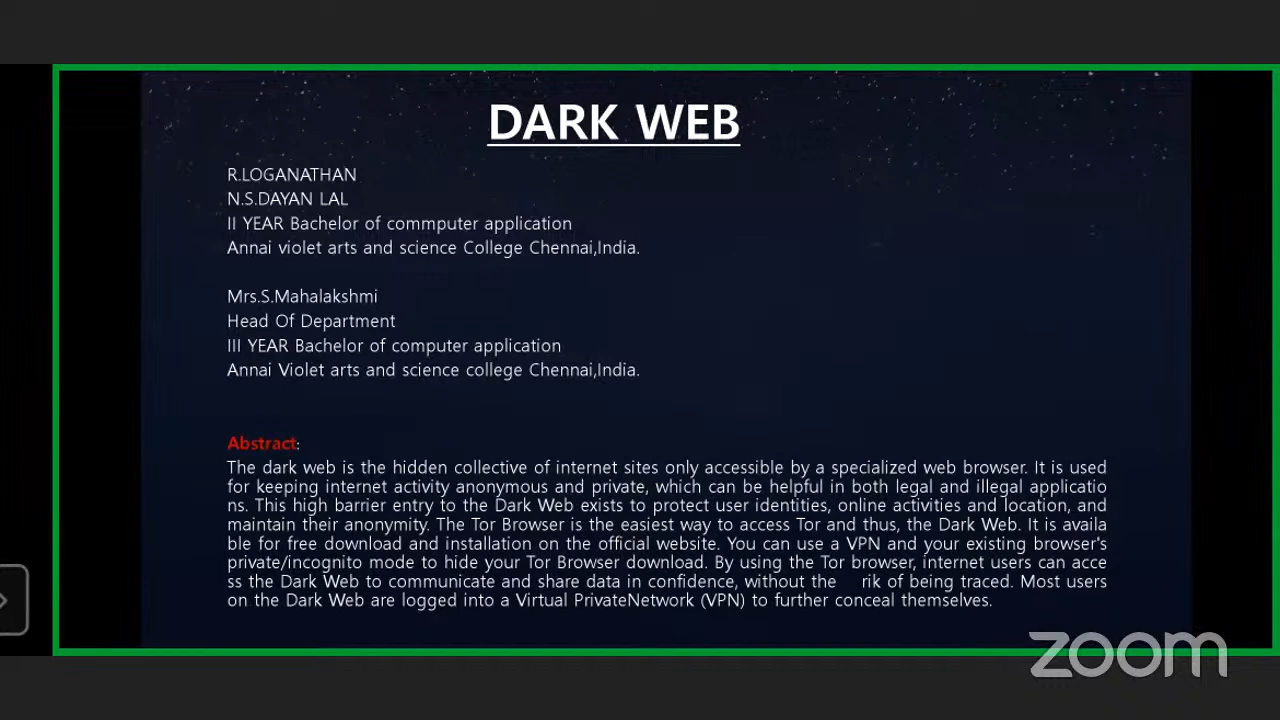 DARK WEB
R.LOGANATHAN
N.S.DAYAN LAL
II YEAR Bachelor of commputer application
Annai violet arts and science College Chennai,India.
Mrs.S.Mahalakshmi
Head Of Department
III YEAR Bachelor of computer application
Annai Violet arts and science college Chennai,India.
Abstract:
The dark web is the hidden collective of internet sites only accessible by a specialized web browser. It is used
for keeping internet activity anonymous and private, which can be helpful in both legal and illegal applicatio
ns. This high barrier entry to the Dark Web exists to protect user identities, online activities and location, and
maintain their anonymity. The Tor Browser is the easiest way to access Tor and thus, the Dark Web. It is availa
ble for free download and installation on the official website. You can use a VPN and your existing browser's
private/incognito mode to hide your Tor Browser download. By using the Tor browser, internet users can acce
ss the Dark Web to communicate and share data in confidence, without the rik of being traced. Most users
on the Dark Web are logged into a Virtual PrivateNetwork (VPN) to further conceal themselves.
zoom